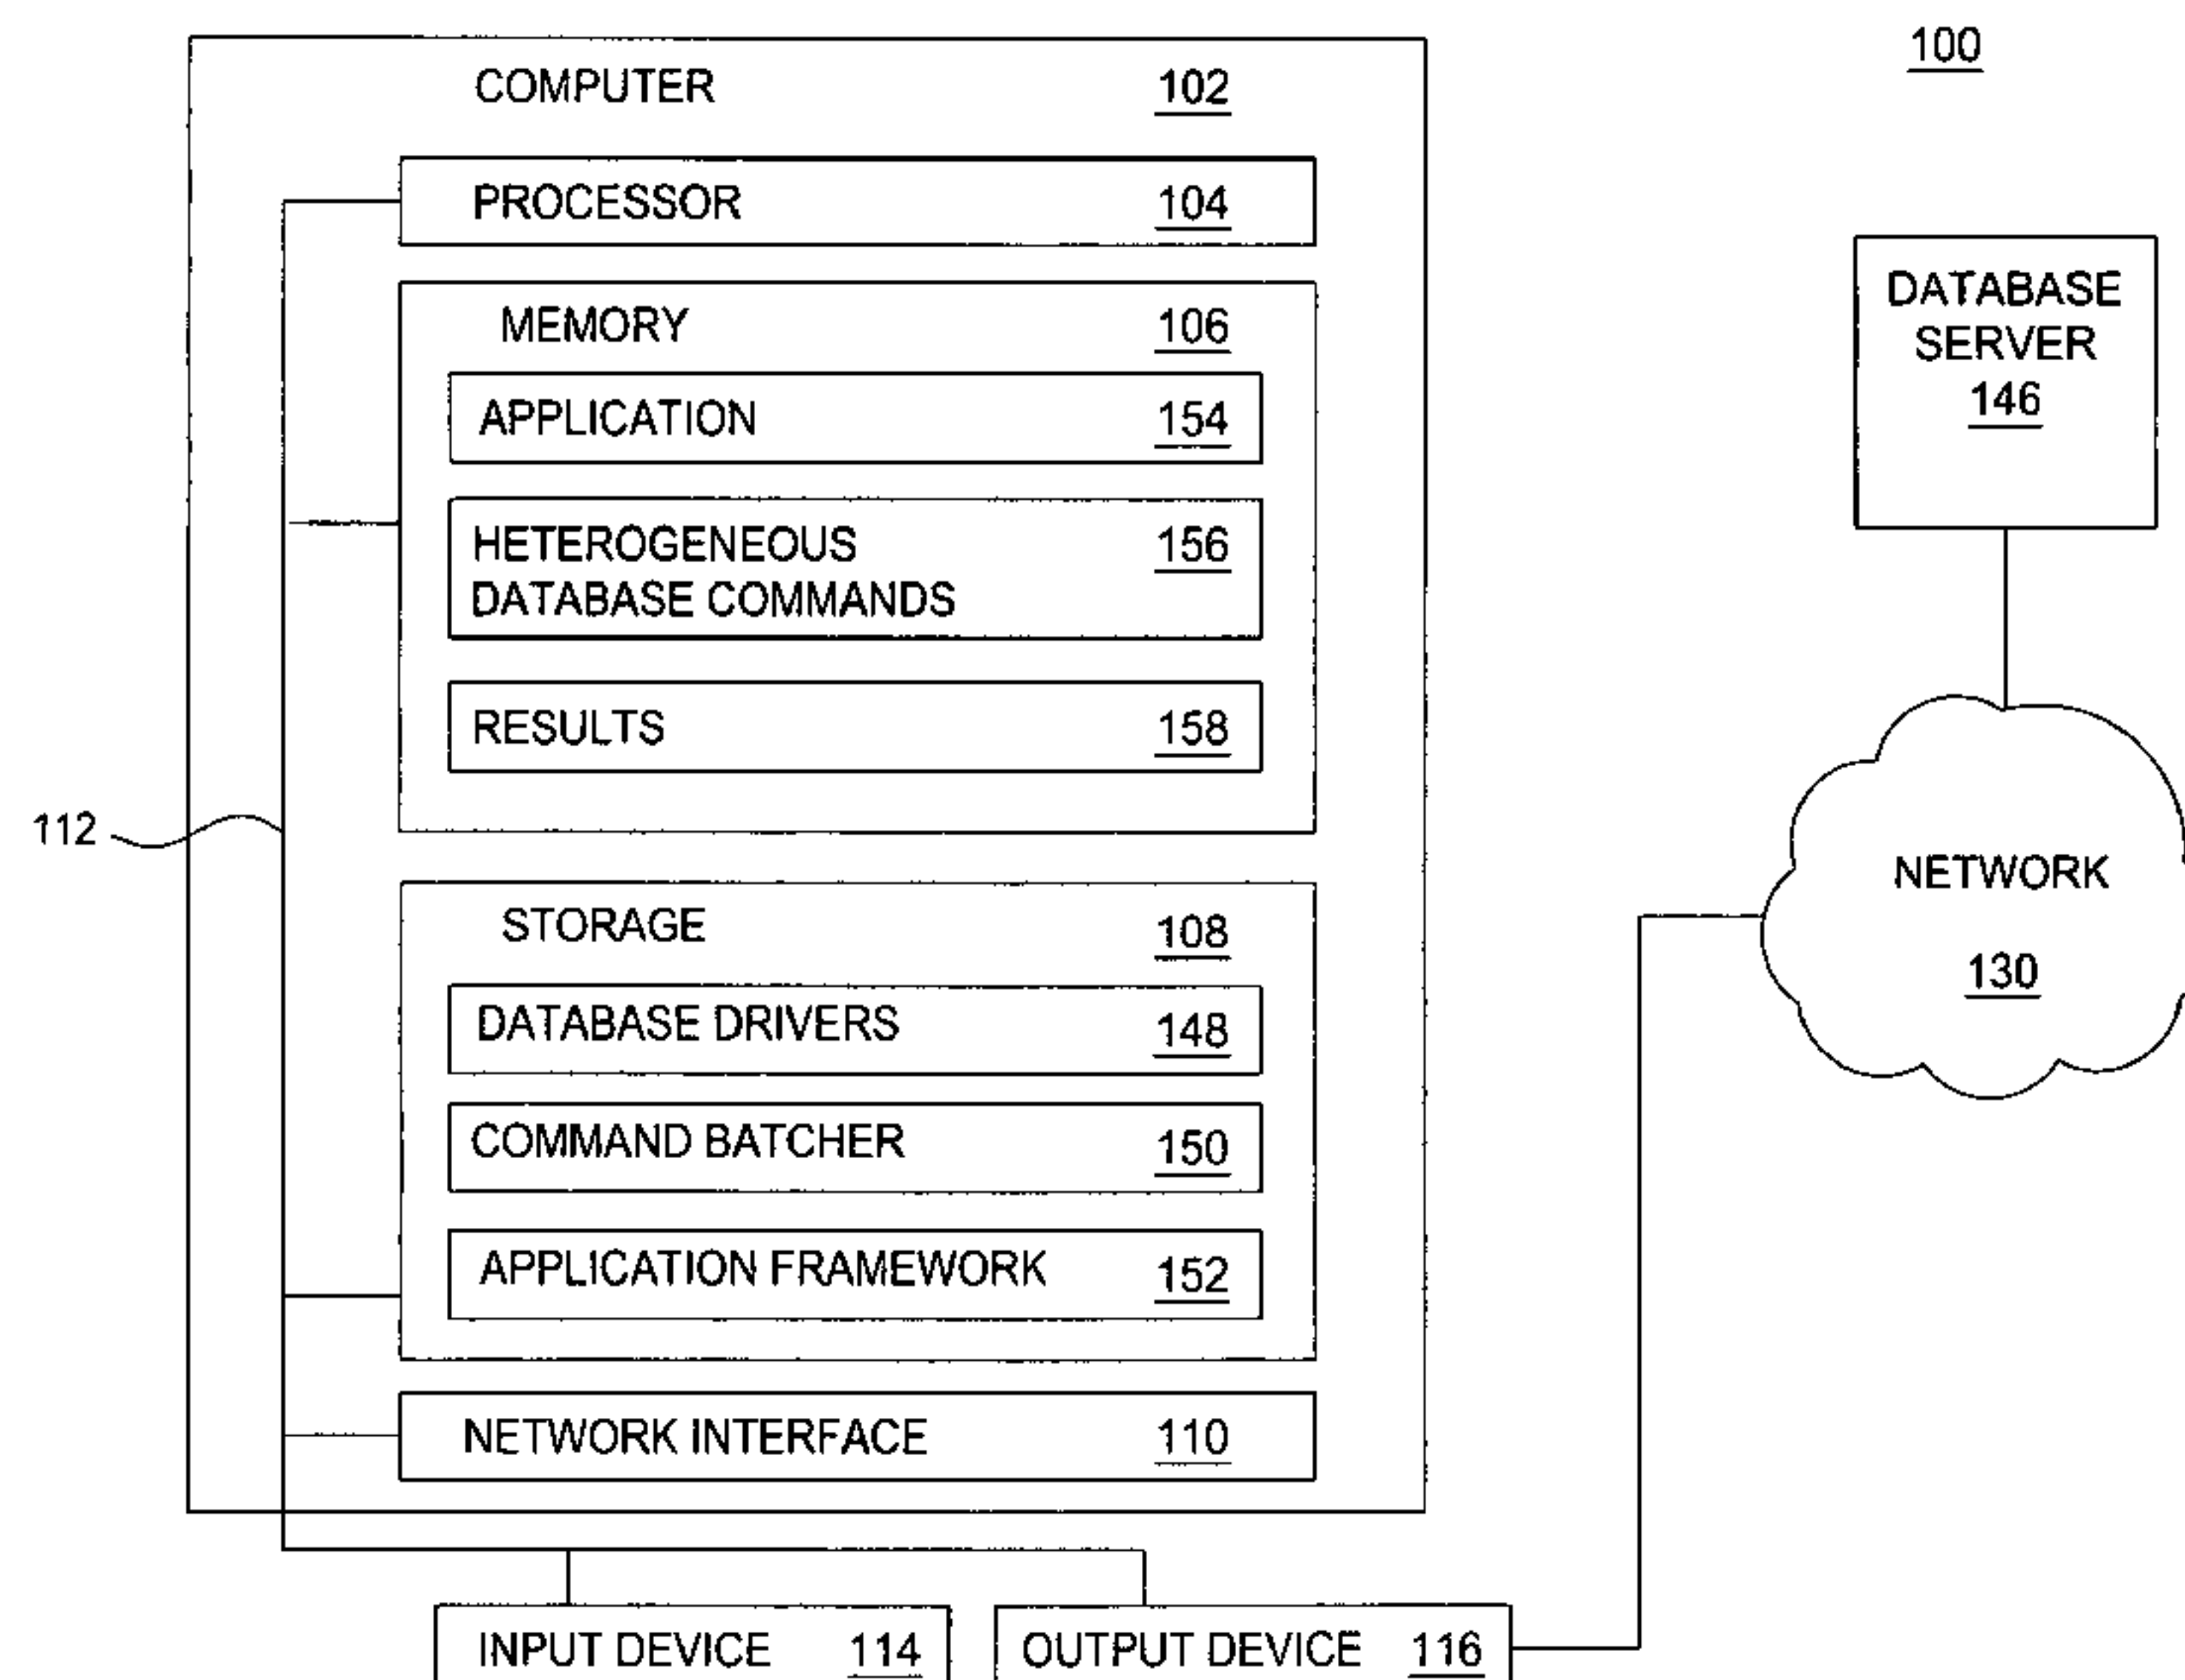 100
COMPUTER 102
PROCESSOR 104
MEMORY 106
APPLICATION 154
HETEROGENEOUS 156
DATABASE COMMANDS
RESULTS 158
112
STORAGE 108
DATABASE DRIVERS 148
COMMAND BATCHER 150
APPLICATION FRAMEWORK 152
NETWORK INTERFACE 110
INPUT DEVICE 114
OUTPUT DEVICE 116
DATABASE
SERVER
146
NETWORK
130